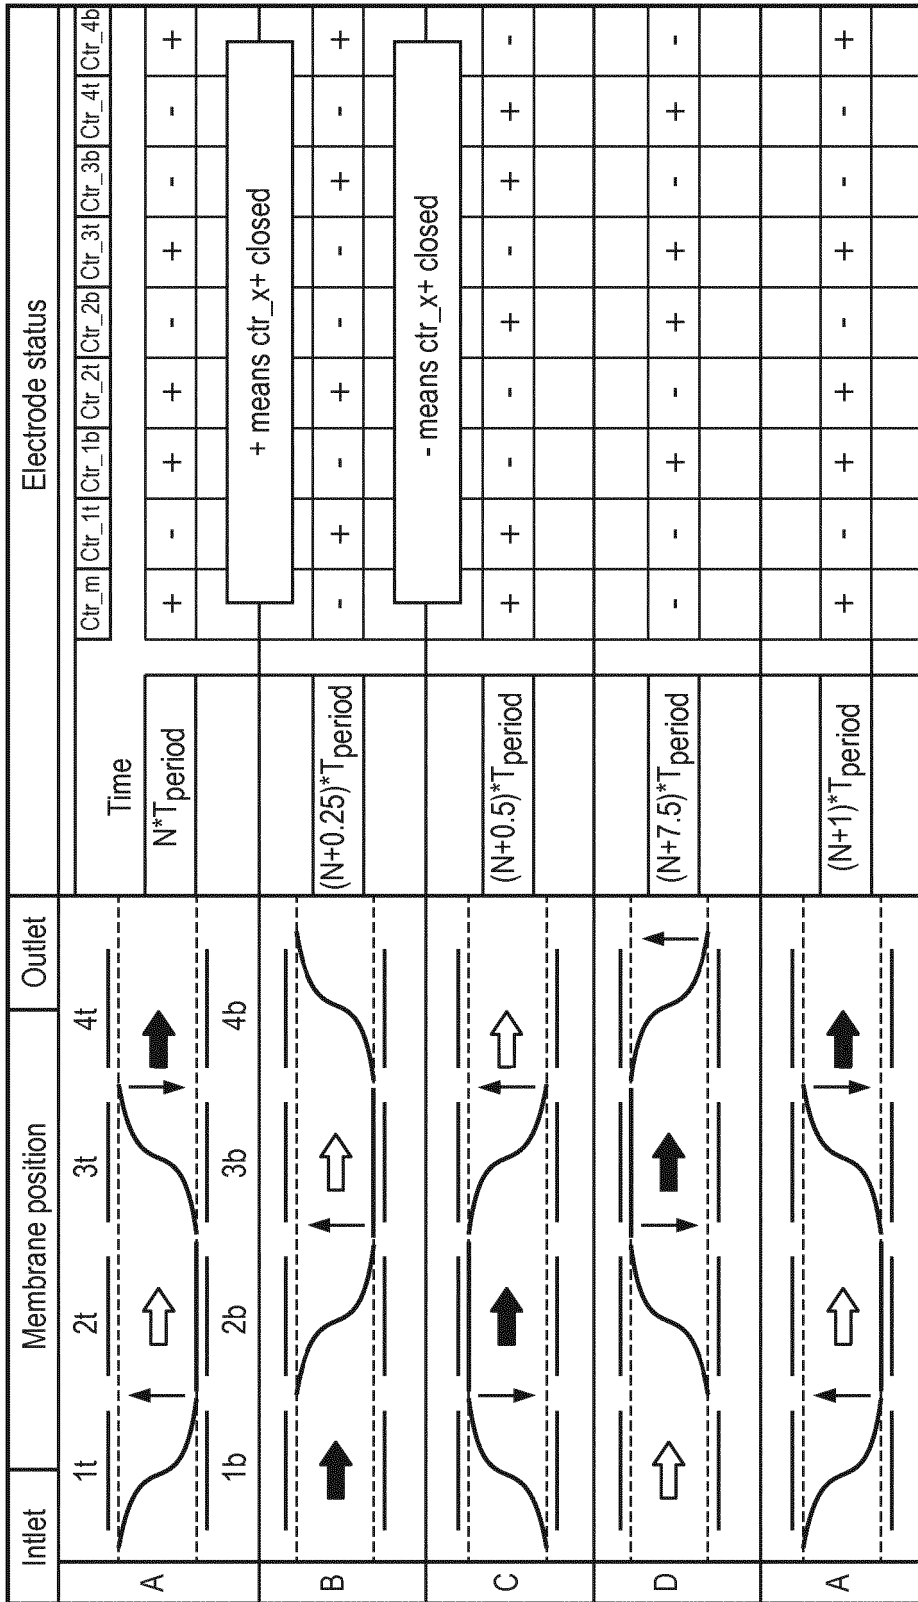 Intlet Membrane position Outlet Electrode status
1t 2t 3t 4t Time Ctr_m Ctr_1t Ctr_1b Ctr_2t Ctr_2b Ctr_3t Ctr_3b Ctr_4t Ctr_4b
A N*Tperiod + - + + - + - - +
1b 2b 3b 4b
+ means ctr_x+ closed
B (N+0.25)*Tperiod - + - + - - + - +
- means ctr_x+ closed
C (N+0.5)*Tperiod + + - - + - + + -
D (N+7.5)*Tperiod - - + - + + - + -
A (N+1)*Tperiod + - + + - + - - +